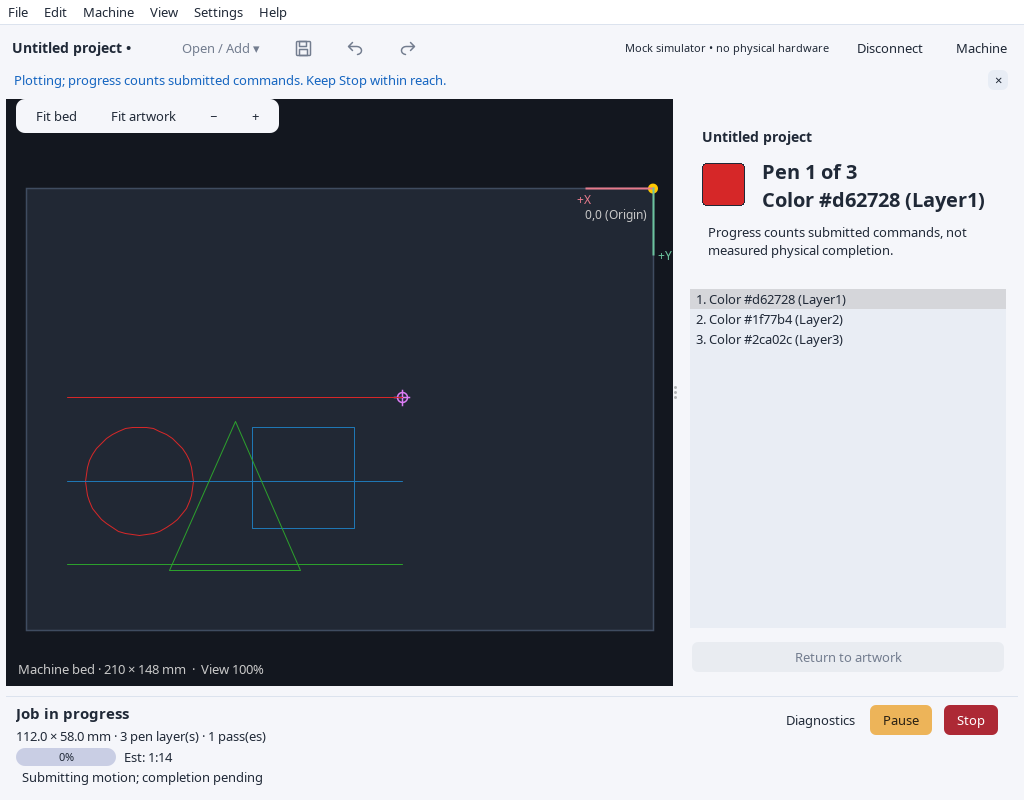 File Edit Machine View Settings Help
Untitled project • Open / Add ▾ Mock simulator • no physical hardware Disconnect Machine
Plotting; progress counts submitted commands. Keep Stop within reach. ×
Fit bed Fit artwork − +
+X
0,0 (Origin)
+Y
Machine bed · 210 × 148 mm · View 100%
Untitled project
Pen 1 of 3
Color #d62728 (Layer1)
Progress counts submitted commands, not
measured physical completion.
1. Color #d62728 (Layer1)
2. Color #1f77b4 (Layer2)
3. Color #2ca02c (Layer3)
Return to artwork
Job in progress
112.0 × 58.0 mm · 3 pen layer(s) · 1 pass(es)
0% Est: 1:14
Submitting motion; completion pending
Diagnostics Pause Stop